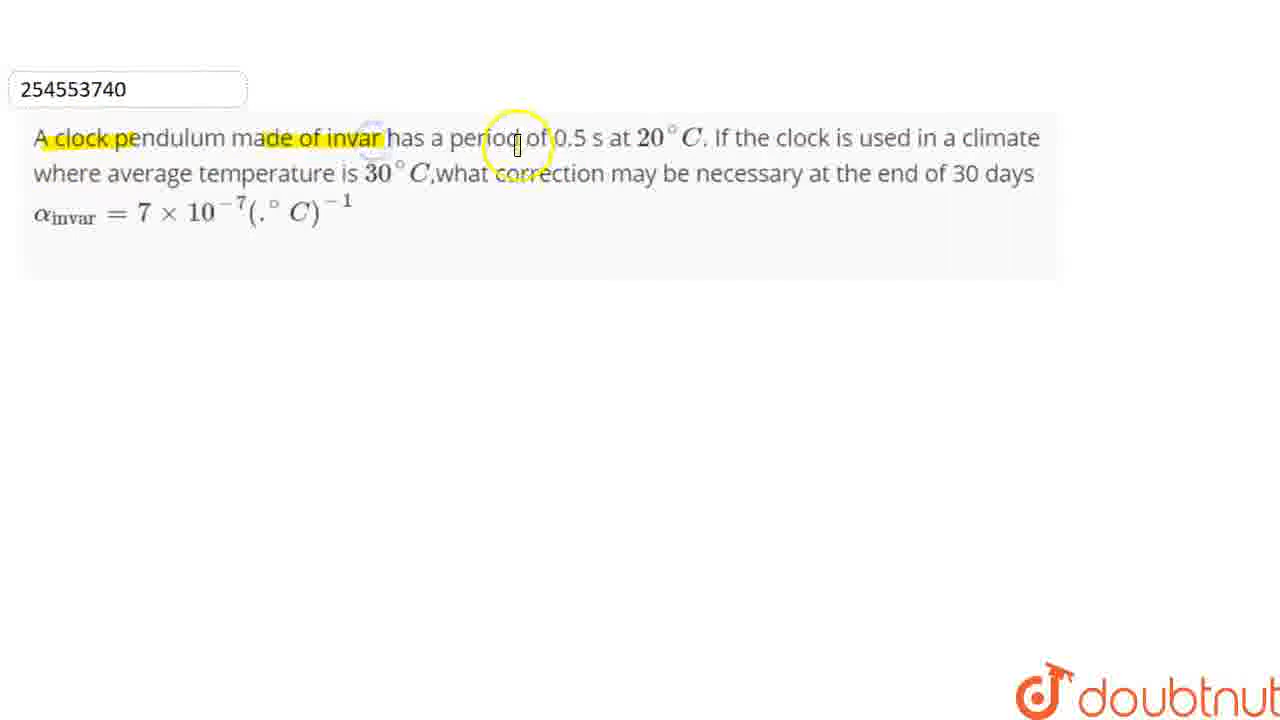 254553740
A clock pendulum made of invar has a period of 0.5 s at 20°C. If the clock is used in a climate
where average temperature is 30°C,what correction may be necessary at the end of 30 days
α_invar = 7 × 10⁻⁷(.° C)⁻¹
doubtnut